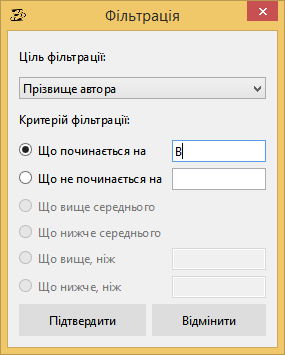 Фільтрація
Ціль фільтрації:
Прізвище автора
Критерій фільтрації:
Що починається на В
Що не починається на
Що вище середнього
Що нижче середнього
Що вище, ніж
Що нижче, ніж
Підтвердити Відмінити